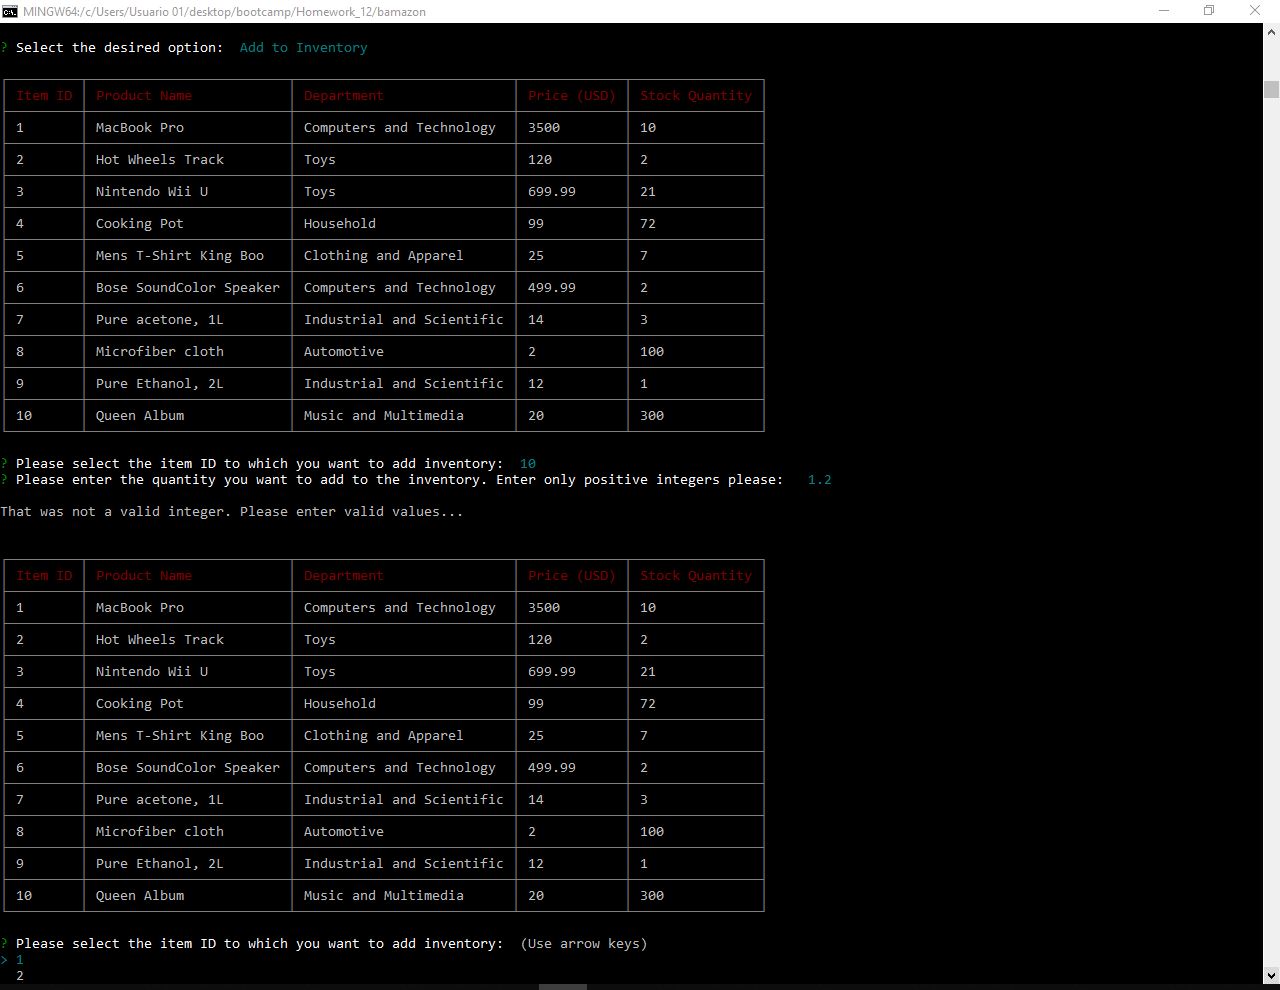 MINGW64:/c/Users/Usuario 01/desktop/bootcamp/Homework_12/bamazon
? Select the desired option:  Add to Inventory
Item ID Product Name Department Price (USD) Stock Quantity
1 MacBook Pro Computers and Technology 3500 10
2 Hot Wheels Track Toys 120 2
3 Nintendo Wii U Toys 699.99 21
4 Cooking Pot Household 99 72
5 Mens T-Shirt King Boo Clothing and Apparel 25 7
6 Bose SoundColor Speaker Computers and Technology 499.99 2
7 Pure acetone, 1L Industrial and Scientific 14 3
8 Microfiber cloth Automotive 2 100
9 Pure Ethanol, 2L Industrial and Scientific 12 1
10 Queen Album Music and Multimedia 20 300
? Please select the item ID to which you want to add inventory:  10
? Please enter the quantity you want to add to the inventory. Enter only positive integers please:   1.2
That was not a valid integer. Please enter valid values...
Item ID Product Name Department Price (USD) Stock Quantity
1 MacBook Pro Computers and Technology 3500 10
2 Hot Wheels Track Toys 120 2
3 Nintendo Wii U Toys 699.99 21
4 Cooking Pot Household 99 72
5 Mens T-Shirt King Boo Clothing and Apparel 25 7
6 Bose SoundColor Speaker Computers and Technology 499.99 2
7 Pure acetone, 1L Industrial and Scientific 14 3
8 Microfiber cloth Automotive 2 100
9 Pure Ethanol, 2L Industrial and Scientific 12 1
10 Queen Album Music and Multimedia 20 300
? Please select the item ID to which you want to add inventory:  (Use arrow keys)
> 1
2